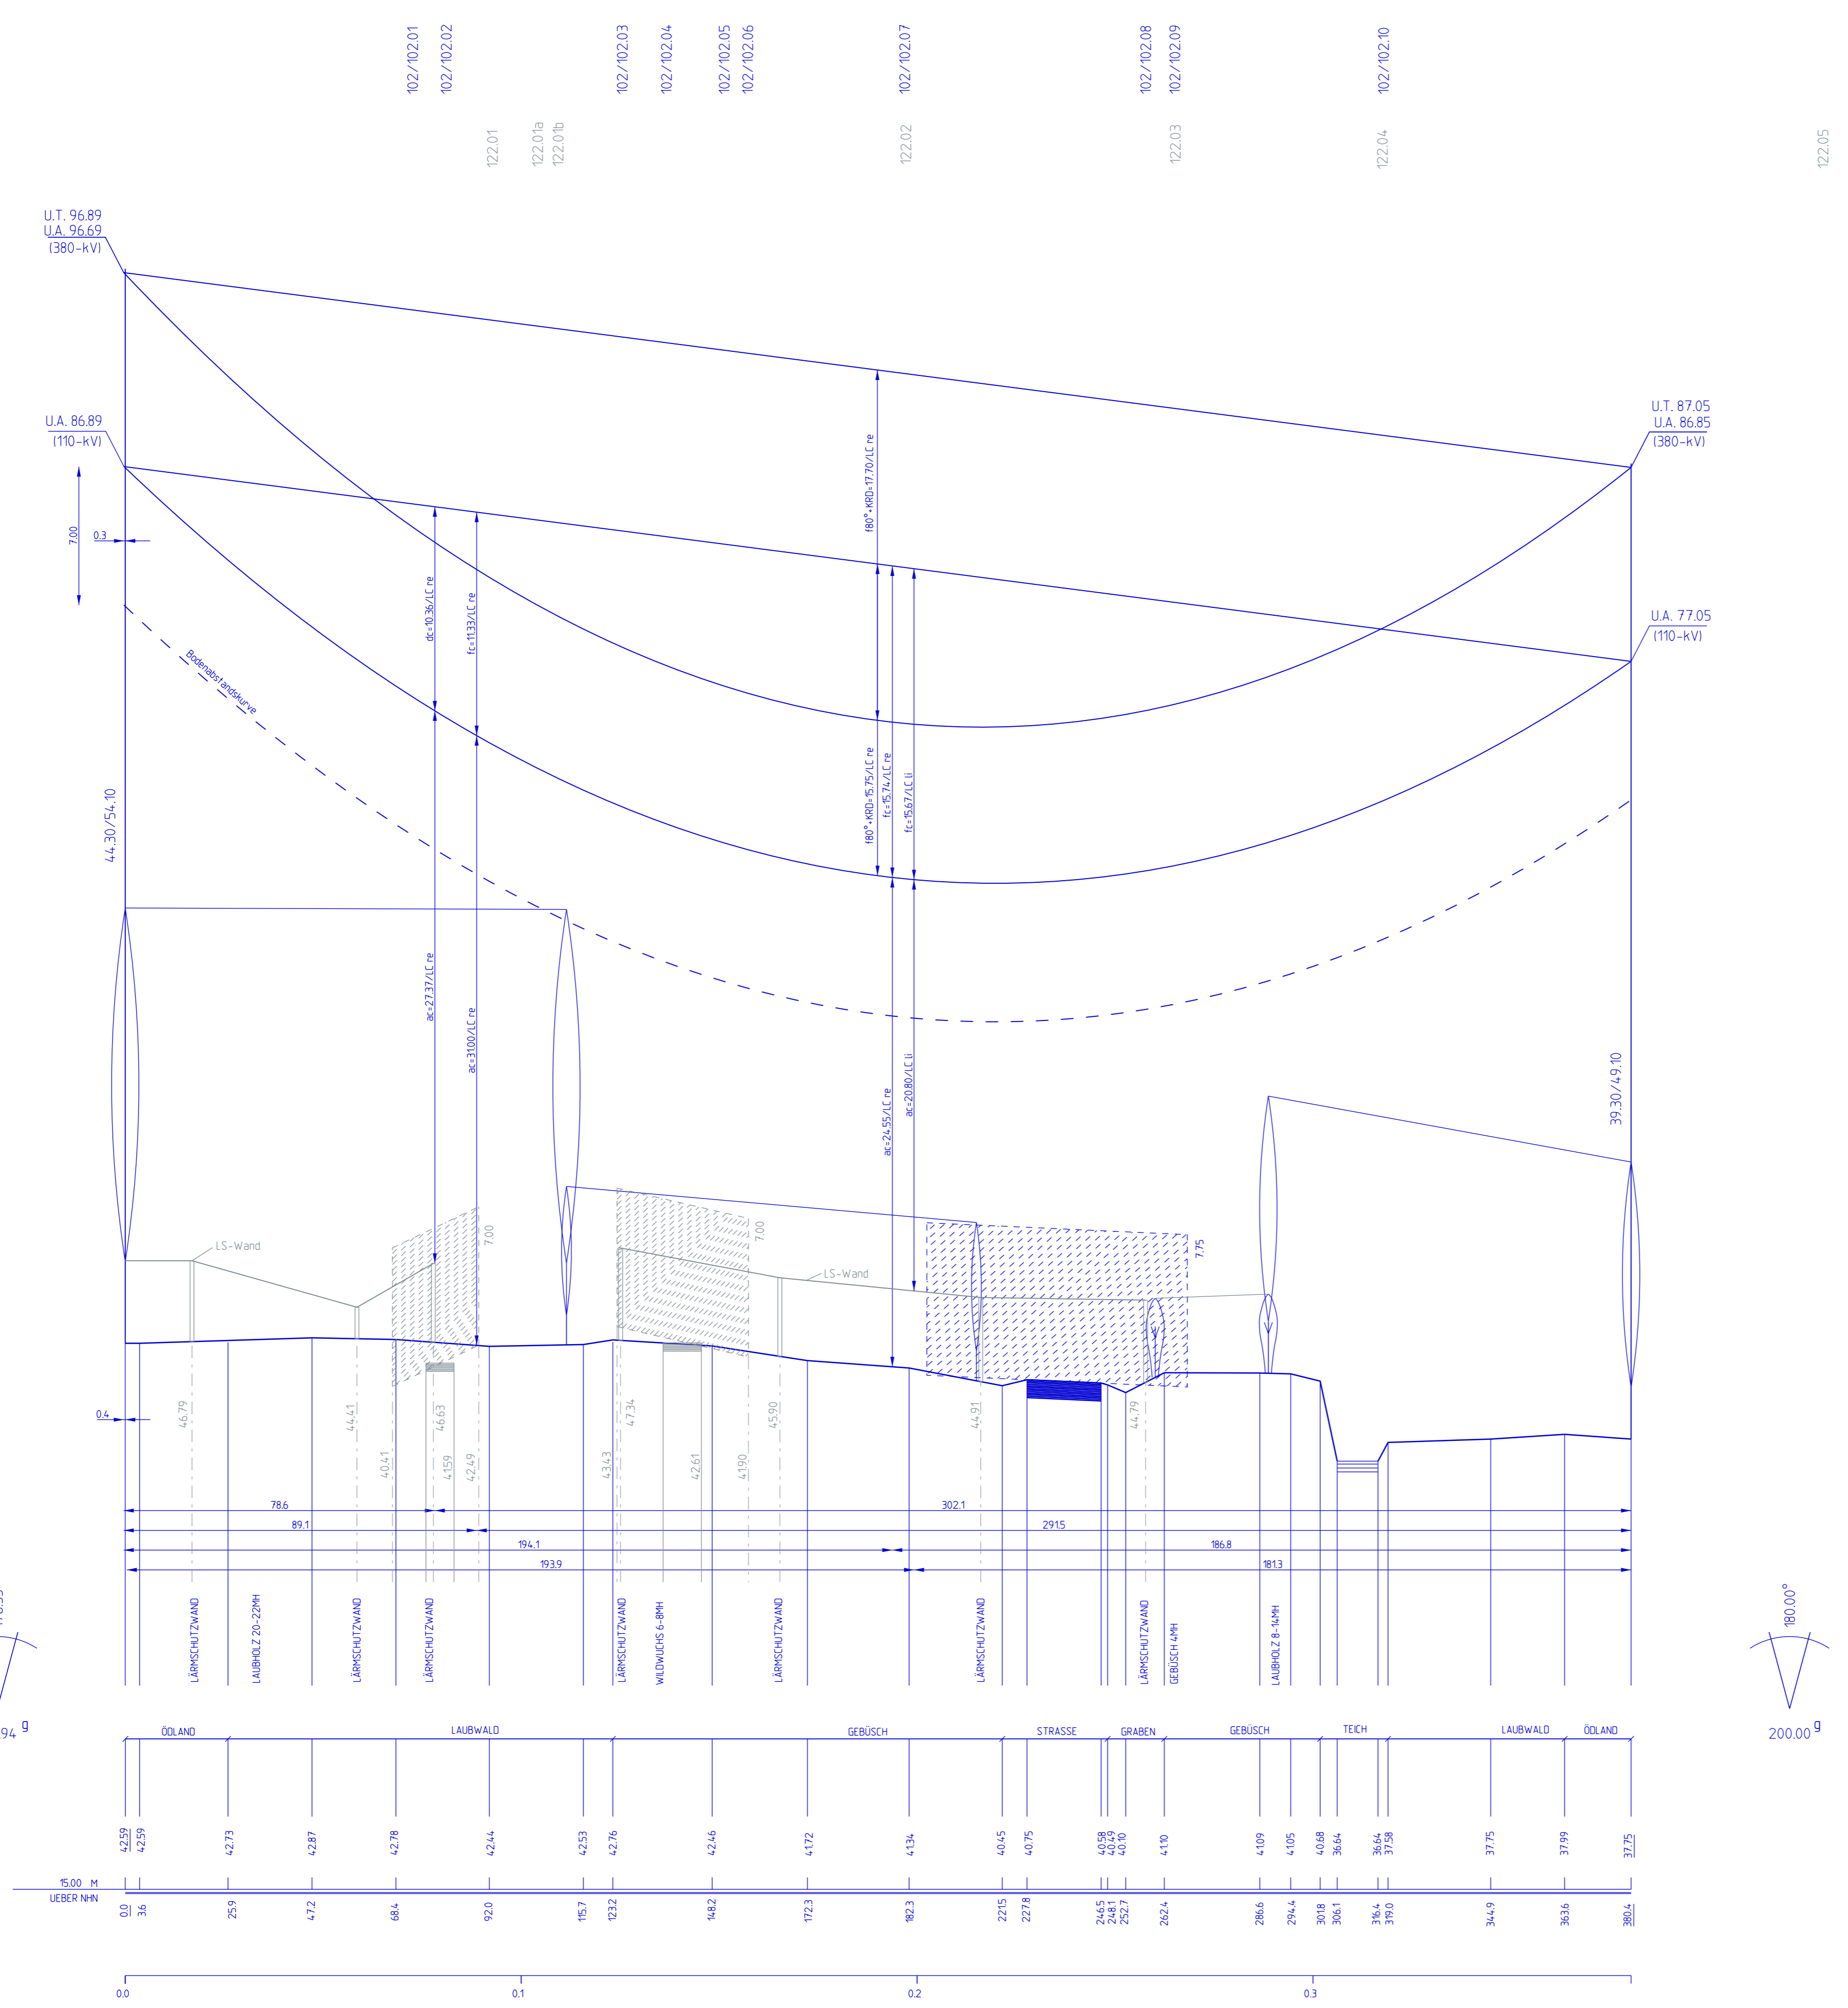 102/102.01
102/102.02
102/102.03
102/102.04
102/102.05
102/102.06
102/102.07
102/102.08
102/102.09
102/102.10
122.01
122.01a
122.01b
122.02
122.03
122.04
122.05
U.T. 96.89
U.A. 96.69
(380-kV)
U.A. 86.89
(110-kV)
U.T. 87.05
U.A. 86.85
(380-kV)
U.A. 77.05
(110-kV)
7.00
0.3
Bodenabstandskurve
44.30/54.10
39.30/49.10
dc=10.36/LC re
fc=11.33/LC re
f80°+KRD=17.70/LC re
f80°+KRD=15.75/LC re
fc=15.74/LC re
fc=15.67/LC li
ac=27.37/LC re
ac=31.00/LC re
ac=24.55/LC re
ac=20.80/LC li
LS-Wand
7.00
7.00
LS-Wand
7.75
0.4
46.79
44.41
40.41
46.63
41.59
42.49
43.43
47.34
42.61
41.90
45.90
44.91
44.79
78.6
302.1
89.1
291.5
194.1
186.8
193.9
181.3
LÄRMSCHUTZWAND
LAUBHOLZ 20-22MH
LÄRMSCHUTZWAND
LÄRMSCHUTZWAND
LÄRMSCHUTZWAND
WILDWUCHS 6-8MH
LÄRMSCHUTZWAND
LÄRMSCHUTZWAND
LÄRMSCHUTZWAND
GEBÜSCH 4MH
LAUBHOLZ 8-14MH
94 g
180.00°
200.00 g
ÖDLAND
LAUBWALD
GEBÜSCH
STRASSE
GRABEN
GEBÜSCH
TEICH
LAUBWALD
ÖDLAND
42.59
42.59
42.73
42.87
42.78
42.44
42.53
42.76
42.46
41.72
41.34
40.45
40.75
40.58
40.49
40.10
41.10
41.09
41.05
40.68
36.64
36.64
37.58
37.75
37.99
37.75
15.00 M
UEBER NHN
0.0
3.6
25.9
47.2
68.4
92.0
115.7
123.2
148.2
172.3
182.3
221.5
227.8
246.5
248.1
252.7
262.4
286.6
294.4
301.8
306.1
316.4
319.0
344.9
363.6
380.4
0.0
0.1
0.2
0.3